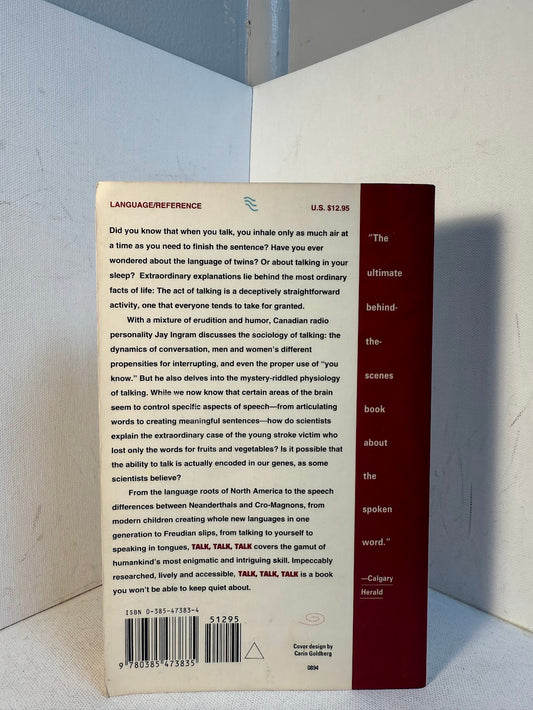 LANGUAGE/REFERENCE
U.S. $12.95
Did you know that when you talk, you inhale only as much air at
a time as you need to finish the sentence? Have you ever
wondered about the language of twins? Or about talking in your
sleep? Extraordinary explanations lie behind the most ordinary
facts of life: The act of talking is a deceptively straightforward
activity, one that everyone tends to take for granted.
With a mixture of erudition and humor, Canadian radio
personality Jay Ingram discusses the sociology of talking: the
dynamics of conversation, men and women's different
propensities for interrupting, and even the proper use of "you
know." But he also delves into the mystery-riddled physiology
of talking. While we now know that certain areas of the brain
seem to control specific aspects of speech—from articulating
words to creating meaningful sentences—how do scientists
explain the extraordinary case of the young stroke victim who
lost only the words for fruits and vegetables? Is it possible that
the ability to talk is actually encoded in our genes, as some
scientists believe?
From the language roots of North America to the speech
differences between Neanderthals and Cro-Magnons, from
modern children creating whole new languages in one
generation to Freudian slips, from talking to yourself to
speaking in tongues, TALK, TALK, TALK covers the gamut of
humankind's most enigmatic and intriguing skill. Impeccably
researched, lively and accessible, TALK, TALK, TALK is a book
you won't be able to keep quiet about.
ISBN 0-385-47383-4
51295
9 780385 473835
Cover design by
Carin Goldberg
0894
"The
ultimate
behind-
the-
scenes
book
about
the
spoken
word."
—Calgary
Herald